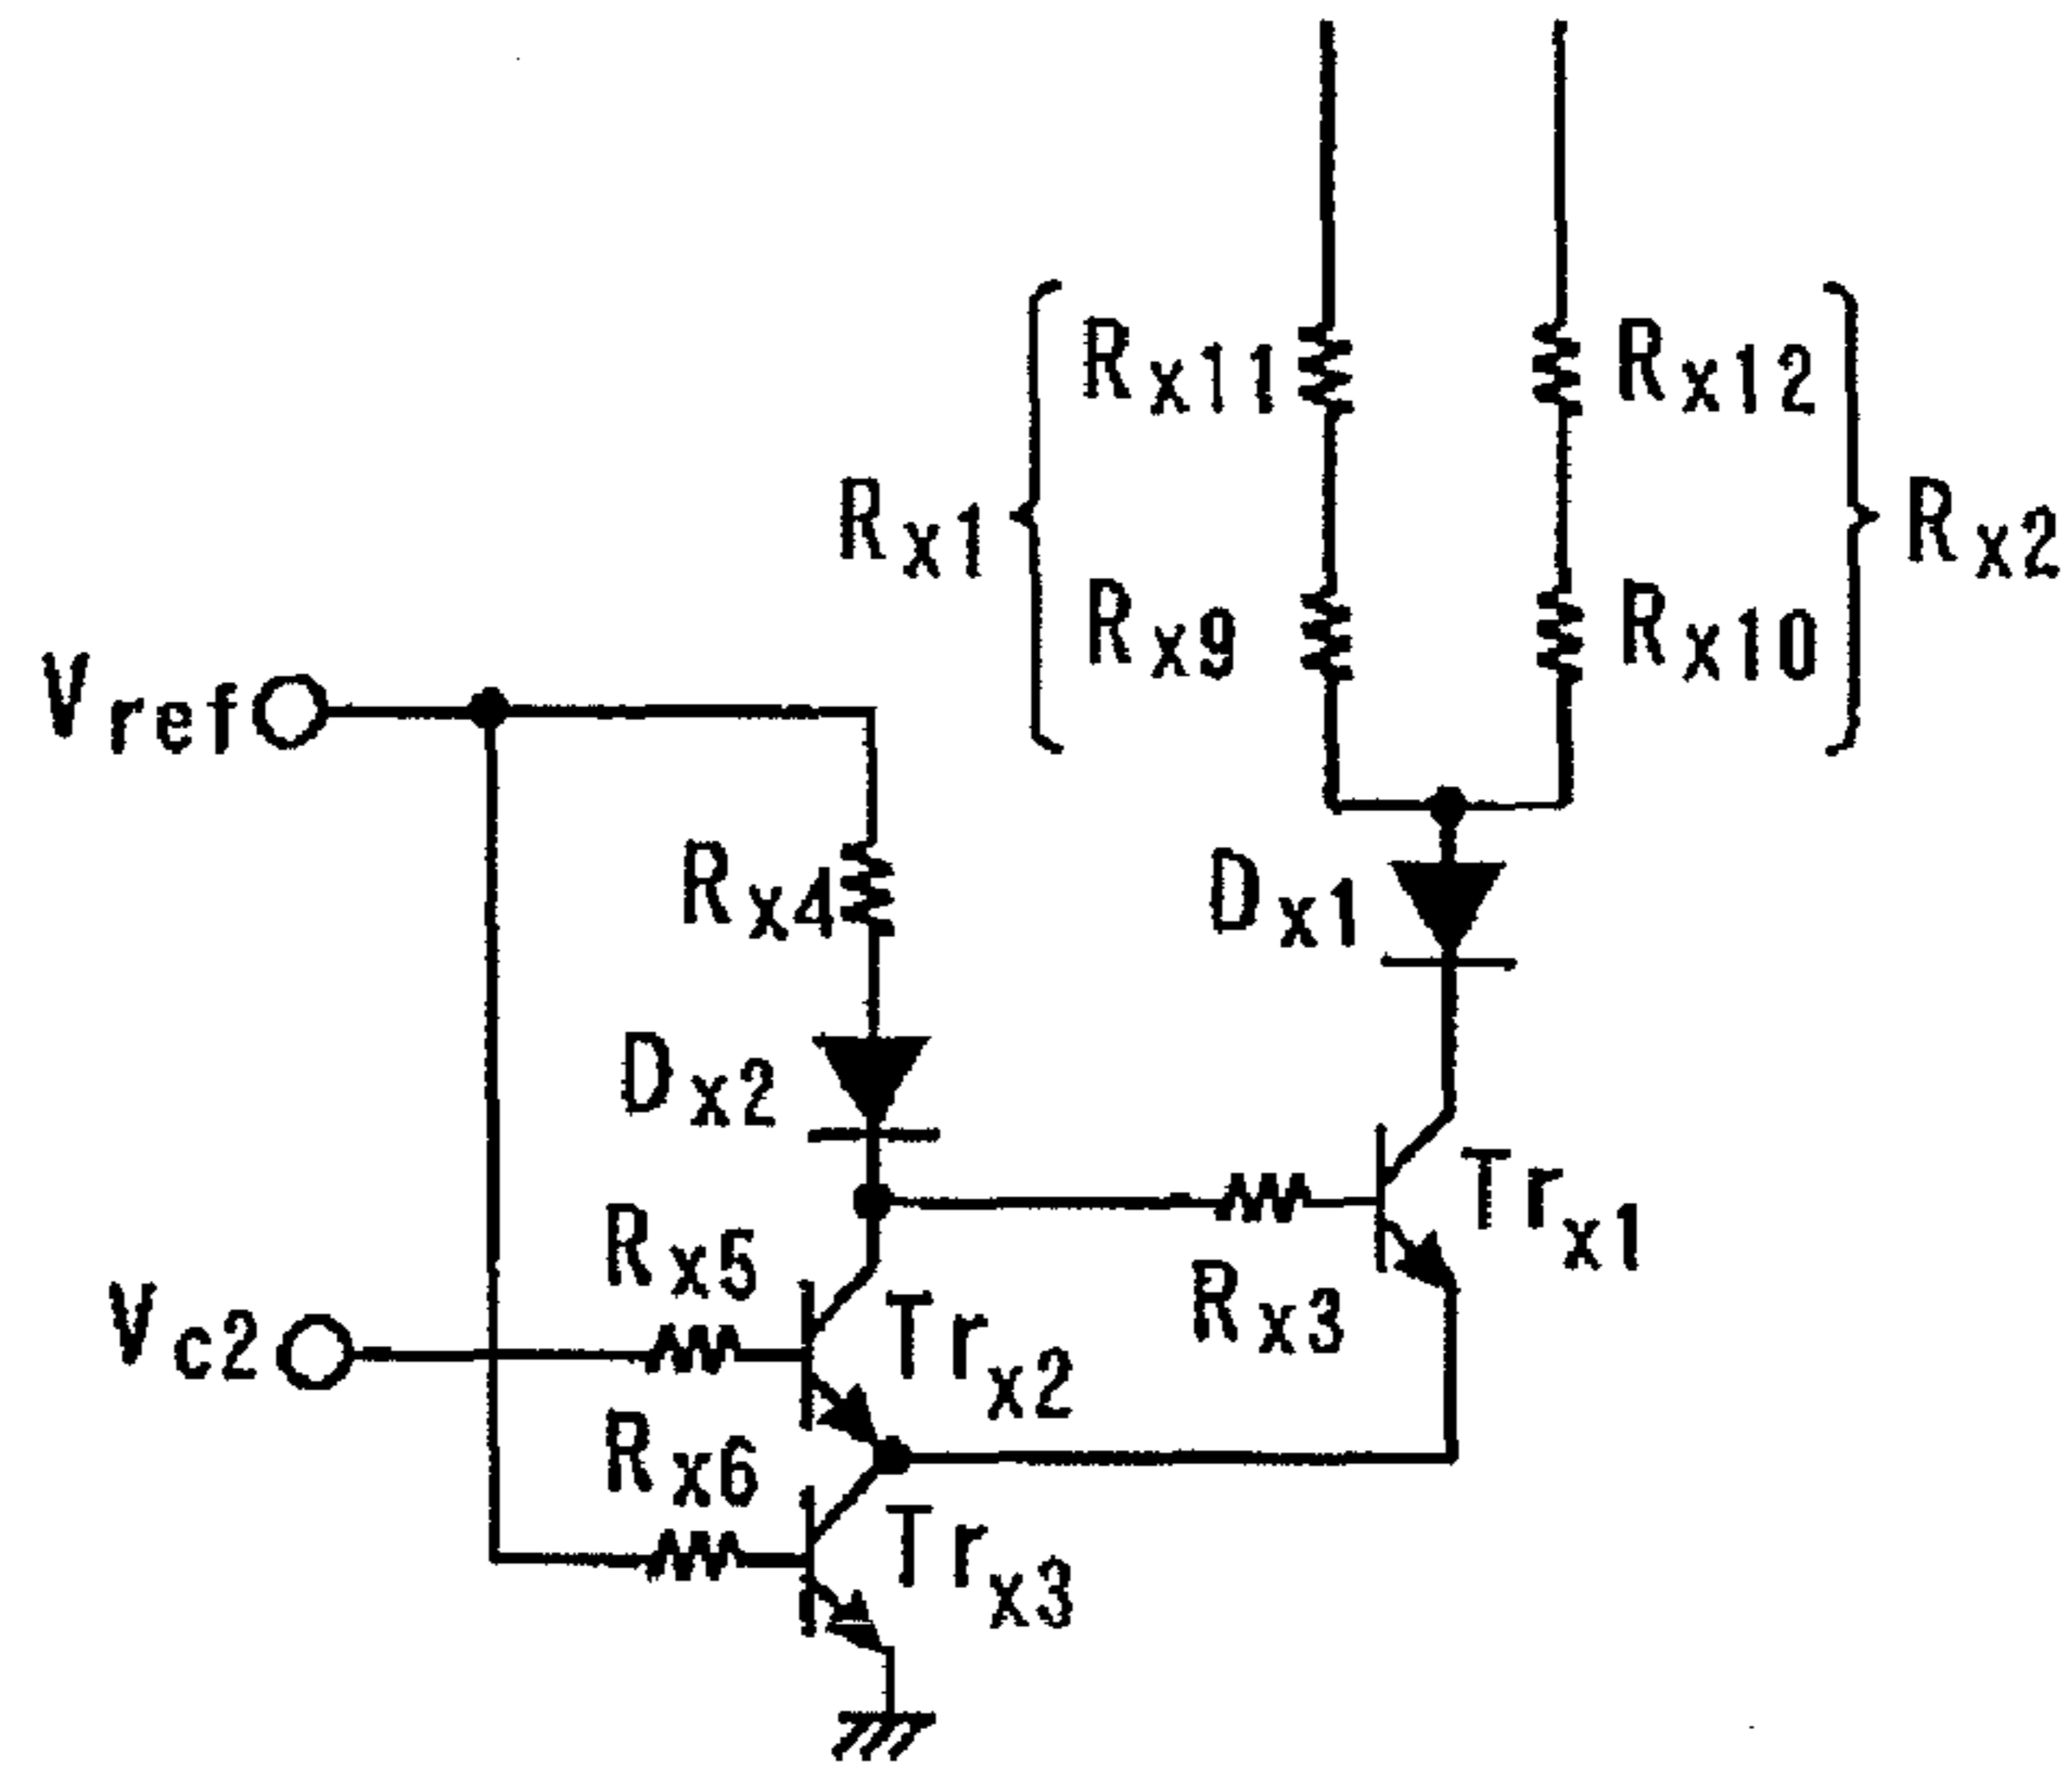 Rx11
Rx12
Rx1
Rx2
Rx9
Rx10
Vref
Rx4
Dx1
Dx2
Trx1
Rx5
Rx3
Vc2
Trx2
Rx6
Trx3